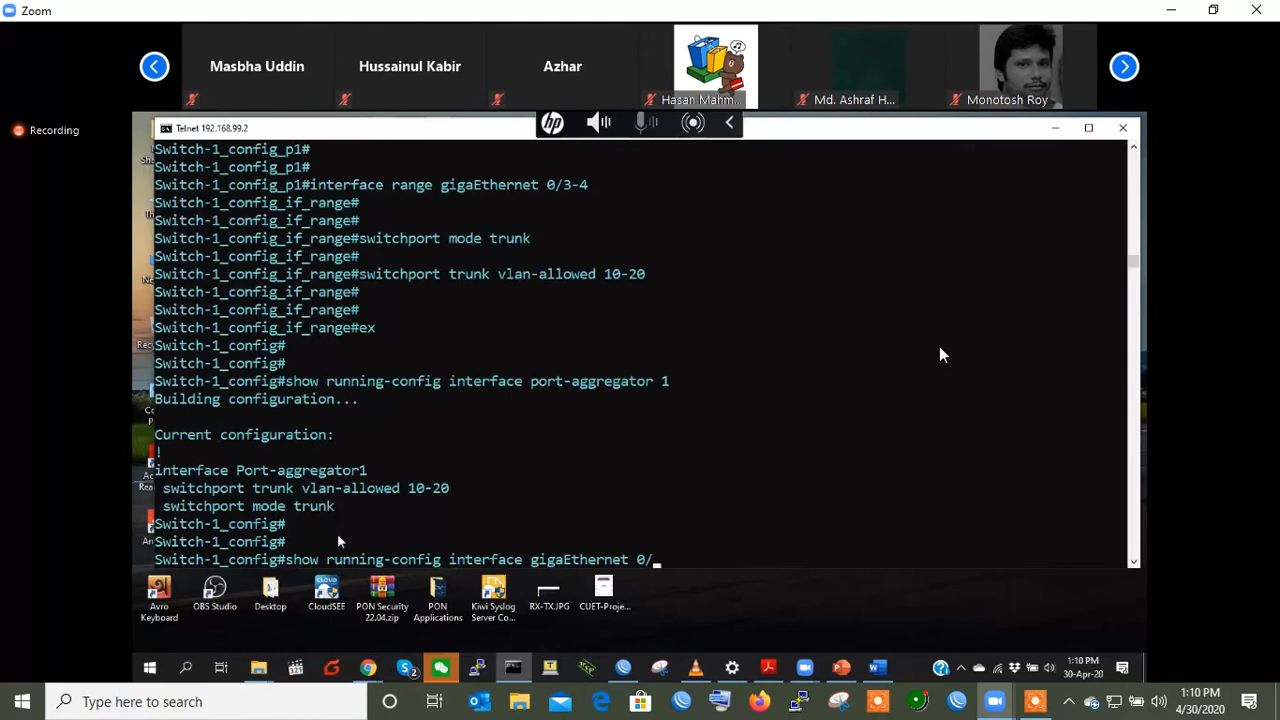 Zoom
Masbha Uddin
Hussainul Kabir
Azhar
Hasan Mahm...
Md. Ashraf H...
Monotosh Roy
Recording
Telnet 192.168.99.2
hp
Switch-1_config_p1#
Switch-1_config_p1#
Switch-1_config_p1#interface range gigaEthernet 0/3-4
Switch-1_config_if_range#
Switch-1_config_if_range#
Switch-1_config_if_range#switchport mode trunk
Switch-1_config_if_range#
Switch-1_config_if_range#switchport trunk vlan-allowed 10-20
Switch-1_config_if_range#
Switch-1_config_if_range#
Switch-1_config_if_range#ex
Switch-1_config#
Switch-1_config#
Switch-1_config#show running-config interface port-aggregator 1
Building configuration...
Current configuration:
!
interface Port-aggregator1
switchport trunk vlan-allowed 10-20
switchport mode trunk
Switch-1_config#
Switch-1_config#
Switch-1_config#show running-config interface gigaEthernet 0/_
Avro
Keyboard
OBS Studio
Desktop
CloudSEE
PON Security
22.04.zip
PON
Applications
Kiwi Syslog
Server Co...
RX-TX.JPG
CUET-Proje...
1:10 PM
30-Apr-20
Type here to search
1:10 PM
4/30/2020